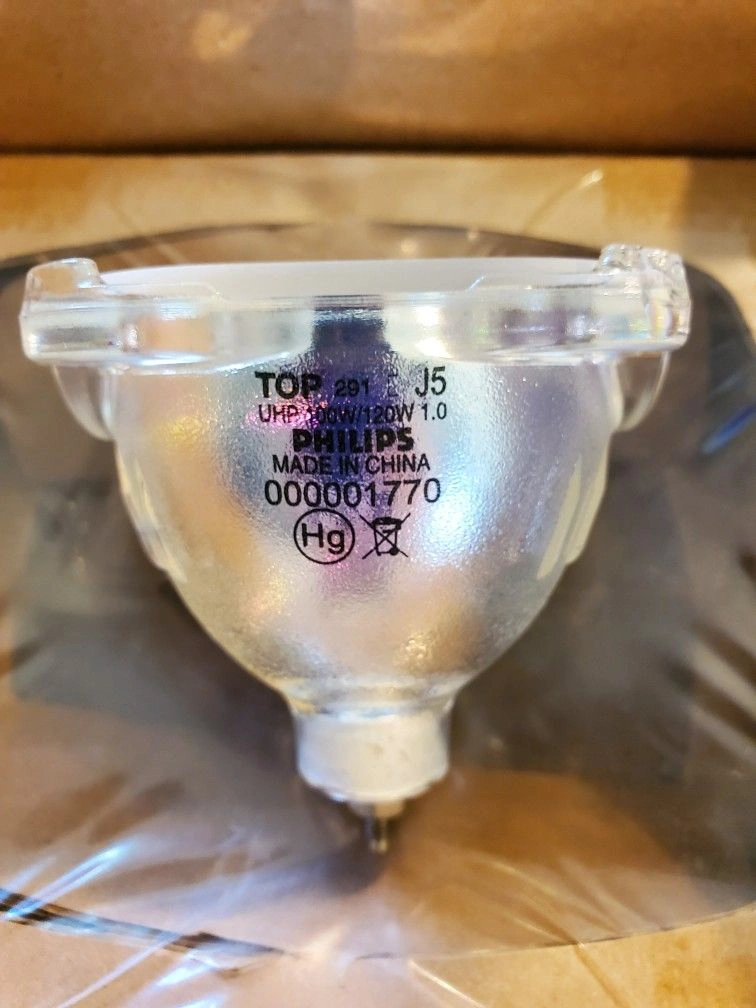 TOP 291 J5
UHP 100W/120W 1.0
PHILIPS
MADE IN CHINA
000001770
Hg